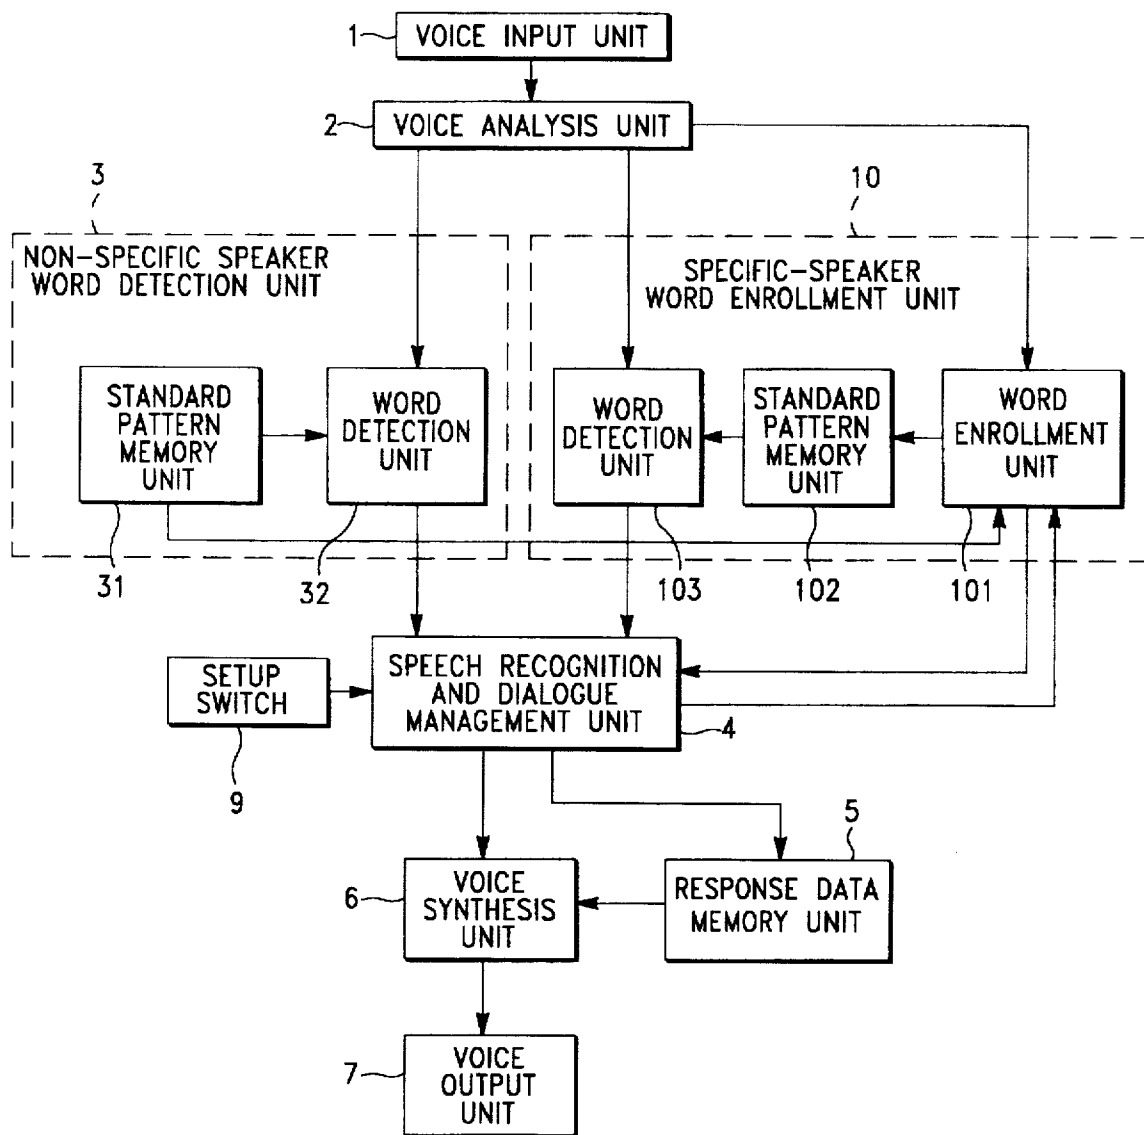 1
VOICE INPUT UNIT
2
VOICE ANALYSIS UNIT
3
10
NON-SPECIFIC SPEAKER
WORD DETECTION UNIT
SPECIFIC-SPEAKER
WORD ENROLLMENT UNIT
STANDARD
PATTERN
MEMORY
UNIT
WORD
DETECTION
UNIT
WORD
DETECTION
UNIT
STANDARD
PATTERN
MEMORY
UNIT
WORD
ENROLLMENT
UNIT
31
32
103
102
101
SETUP
SWITCH
9
SPEECH RECOGNITION
AND DIALOGUE
MANAGEMENT UNIT
4
5
6
VOICE
SYNTHESIS
UNIT
RESPONSE DATA
MEMORY UNIT
7
VOICE
OUTPUT
UNIT